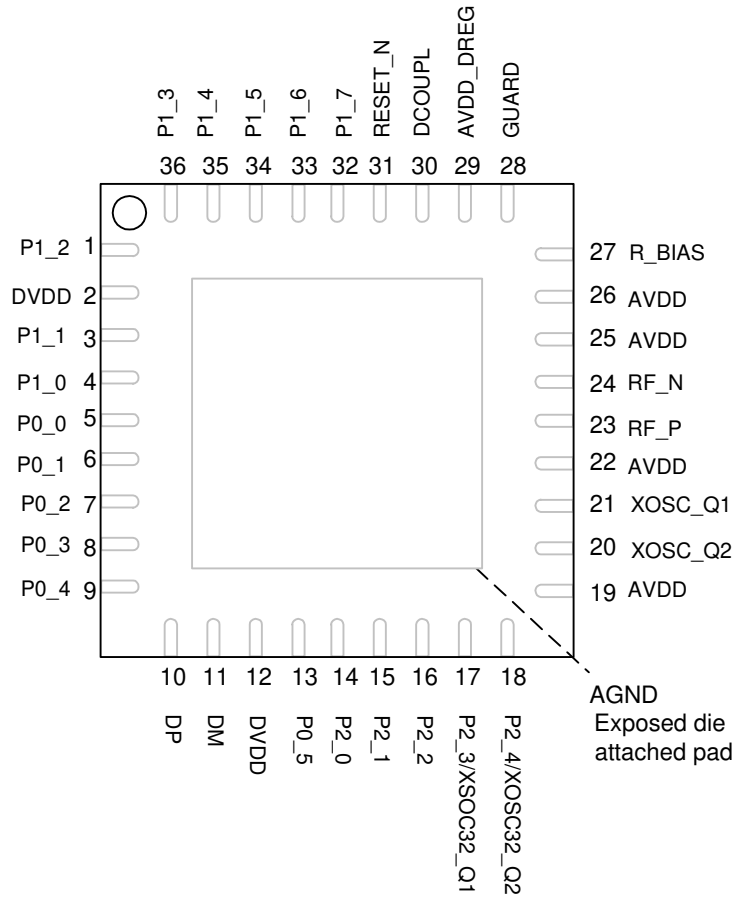 P1_3
P1_4
P1_5
P1_6
P1_7
RESET_N
DCOUPL
AVDD_DREG
GUARD
36 35 34 33 32 31 30 29 28
P1_2 1
DVDD 2
P1_1 3
P1_0 4
P0_0 5
P0_1 6
P0_2 7
P0_3 8
P0_4 9
27 R_BIAS
26 AVDD
25 AVDD
24 RF_N
23 RF_P
22 AVDD
21 XOSC_Q1
20 XOSC_Q2
19 AVDD
10 11 12 13 14 15 16 17 18
DP
DM
DVDD
P0_5
P2_0
P2_1
P2_2
P2_3/XSOC32_Q1
P2_4/XOSC32_Q2
AGND
Exposed die
attached pad